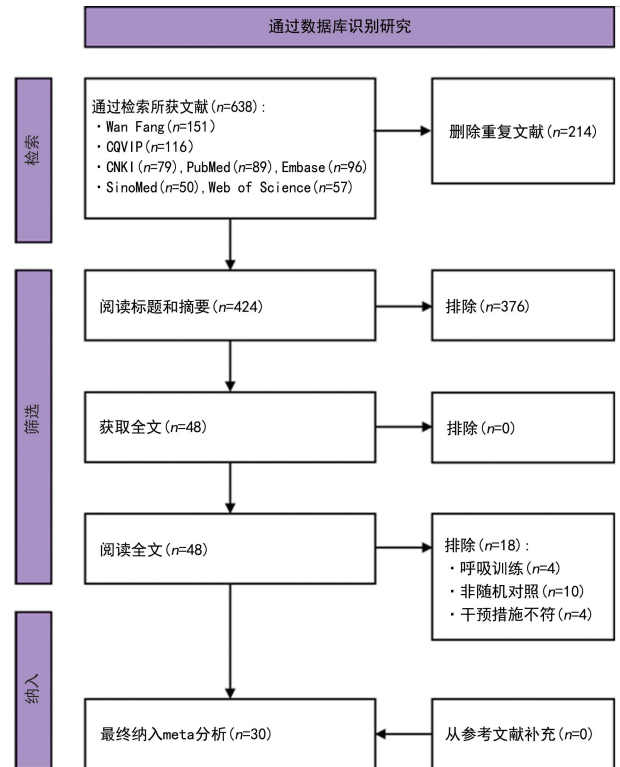 通过数据库识别研究
检索
通过检索所获文献(n=638):
·Wan Fang(n=151)
·CQVIP(n=116)
·CNKI(n=79),PubMed(n=89),Embase(n=96)
·SinoMed(n=50),Web of Science(n=57)
删除重复文献(n=214)
筛选
阅读标题和摘要(n=424)
排除(n=376)
获取全文(n=48)
排除(n=0)
阅读全文(n=48)
排除(n=18):
·呼吸训练(n=4)
·非随机对照(n=10)
·干预措施不符(n=4)
纳入
最终纳入meta分析(n=30)
从参考文献补充(n=0)